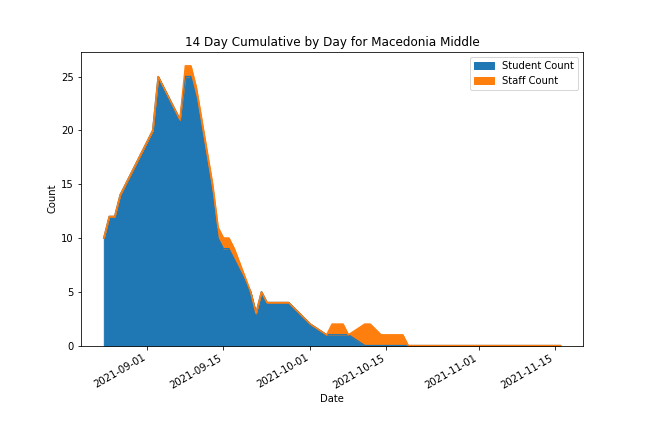 14 Day Cumulative by Day for Macedonia Middle
Student Count
Staff Count
25
20
15
10
5
0
Count
2021-09-01
2021-09-15
2021-10-01
2021-10-15
2021-11-01
2021-11-15
Date